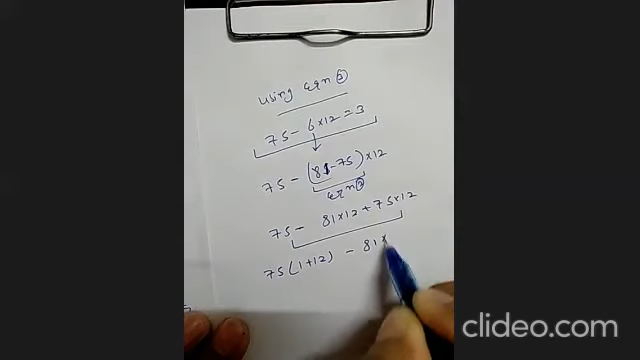 using eqn ②
75 - 6×12 = 3
75 - (81-75)×12
eqn ②
75 - 81×12 + 75×12
75(1+12) - 81×
clideo.com